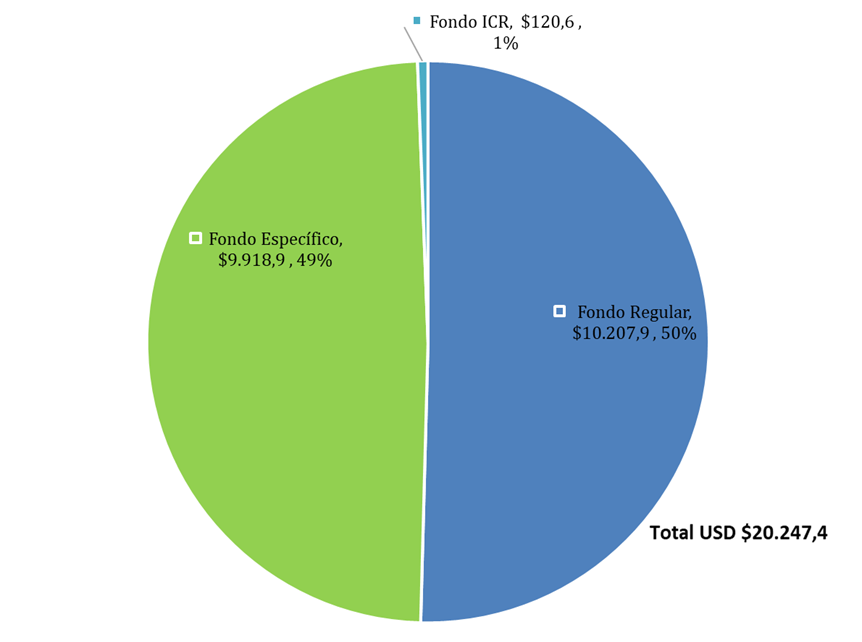 Fondo ICR,  $120,6 ,
1%
Fondo Específico,
$9.918,9 , 49%
Fondo Regular,
$10.207,9 , 50%
Total USD $20.247,4